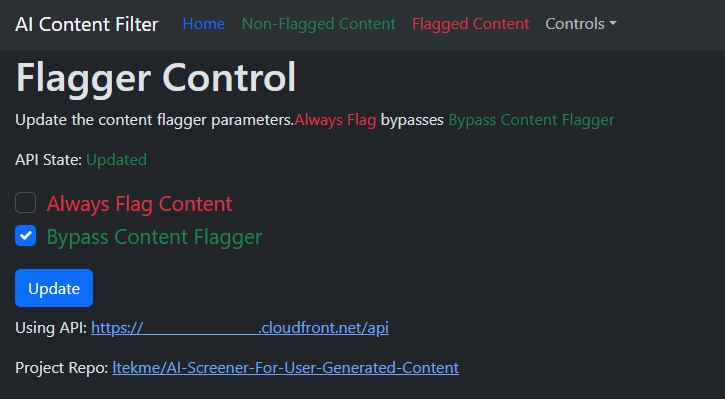 AI Content Filter Home Non-Flagged Content Flagged Content Controls
Flagger Control
Update the content flagger parameters.Always Flag bypasses Bypass Content Flagger
API State: Updated
Always Flag Content
Bypass Content Flagger
Update
Using API: https://                .cloudfront.net/api
Project Repo: ltekme/AI-Screener-For-User-Generated-Content